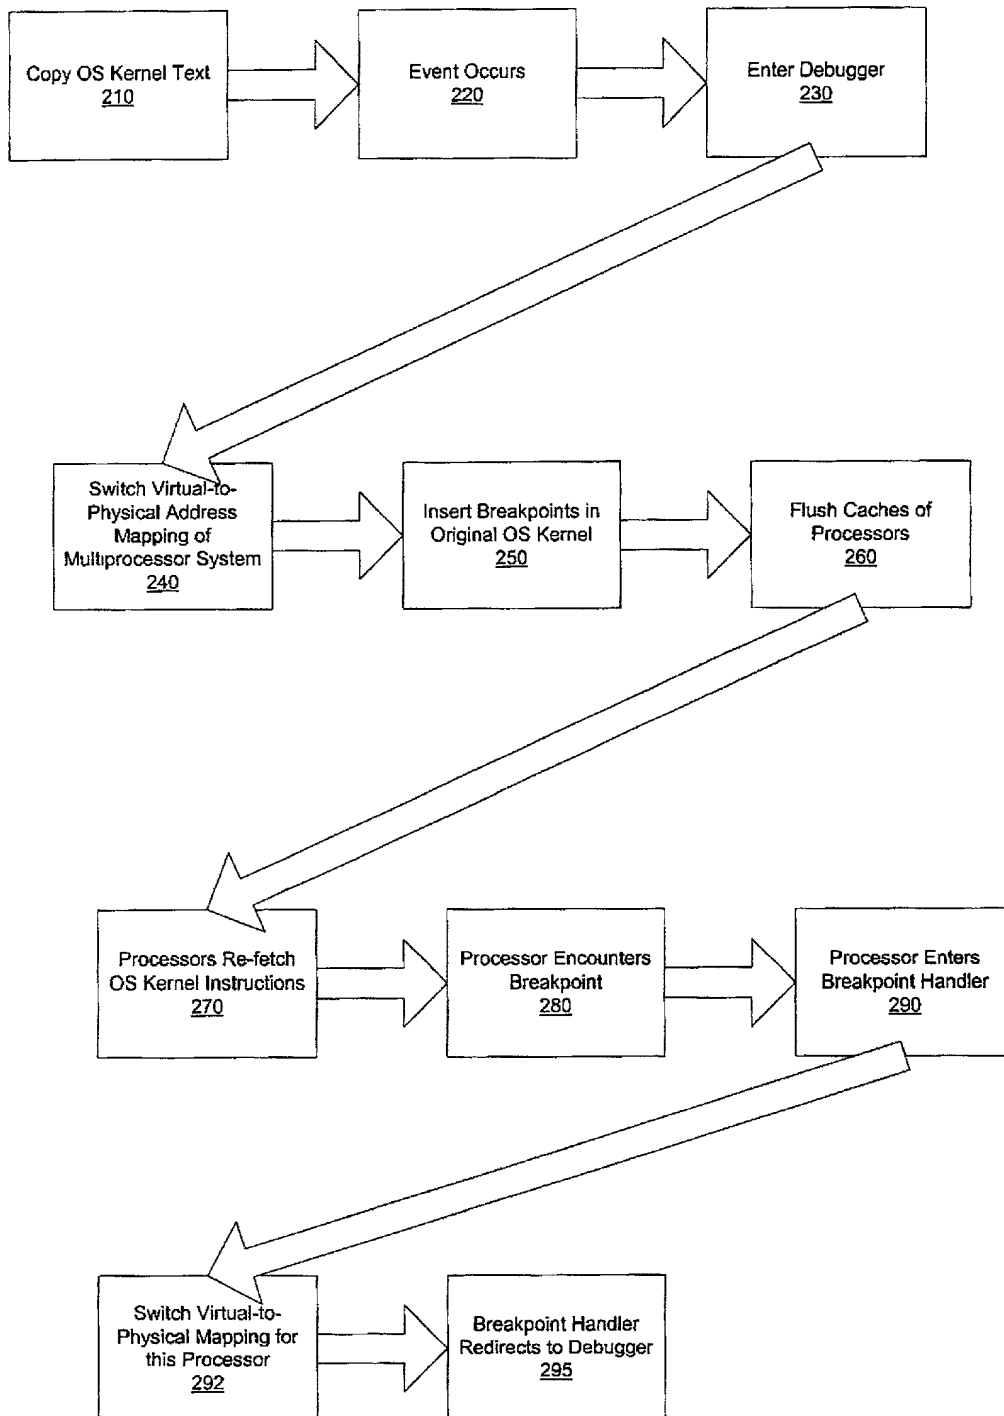 Copy OS Kernel Text
210
Event Occurs
220
Enter Debugger
230
Switch Virtual-to-
Physical Address
Mapping of
Multiprocessor System
240
Insert Breakpoints in
Original OS Kernel
250
Flush Caches of
Processors
260
Processors Re-fetch
OS Kernel Instructions
270
Processor Encounters
Breakpoint
280
Processor Enters
Breakpoint Handler
290
Switch Virtual-to-
Physical Mapping for
this Processor
292
Breakpoint Handler
Redirects to Debugger
295